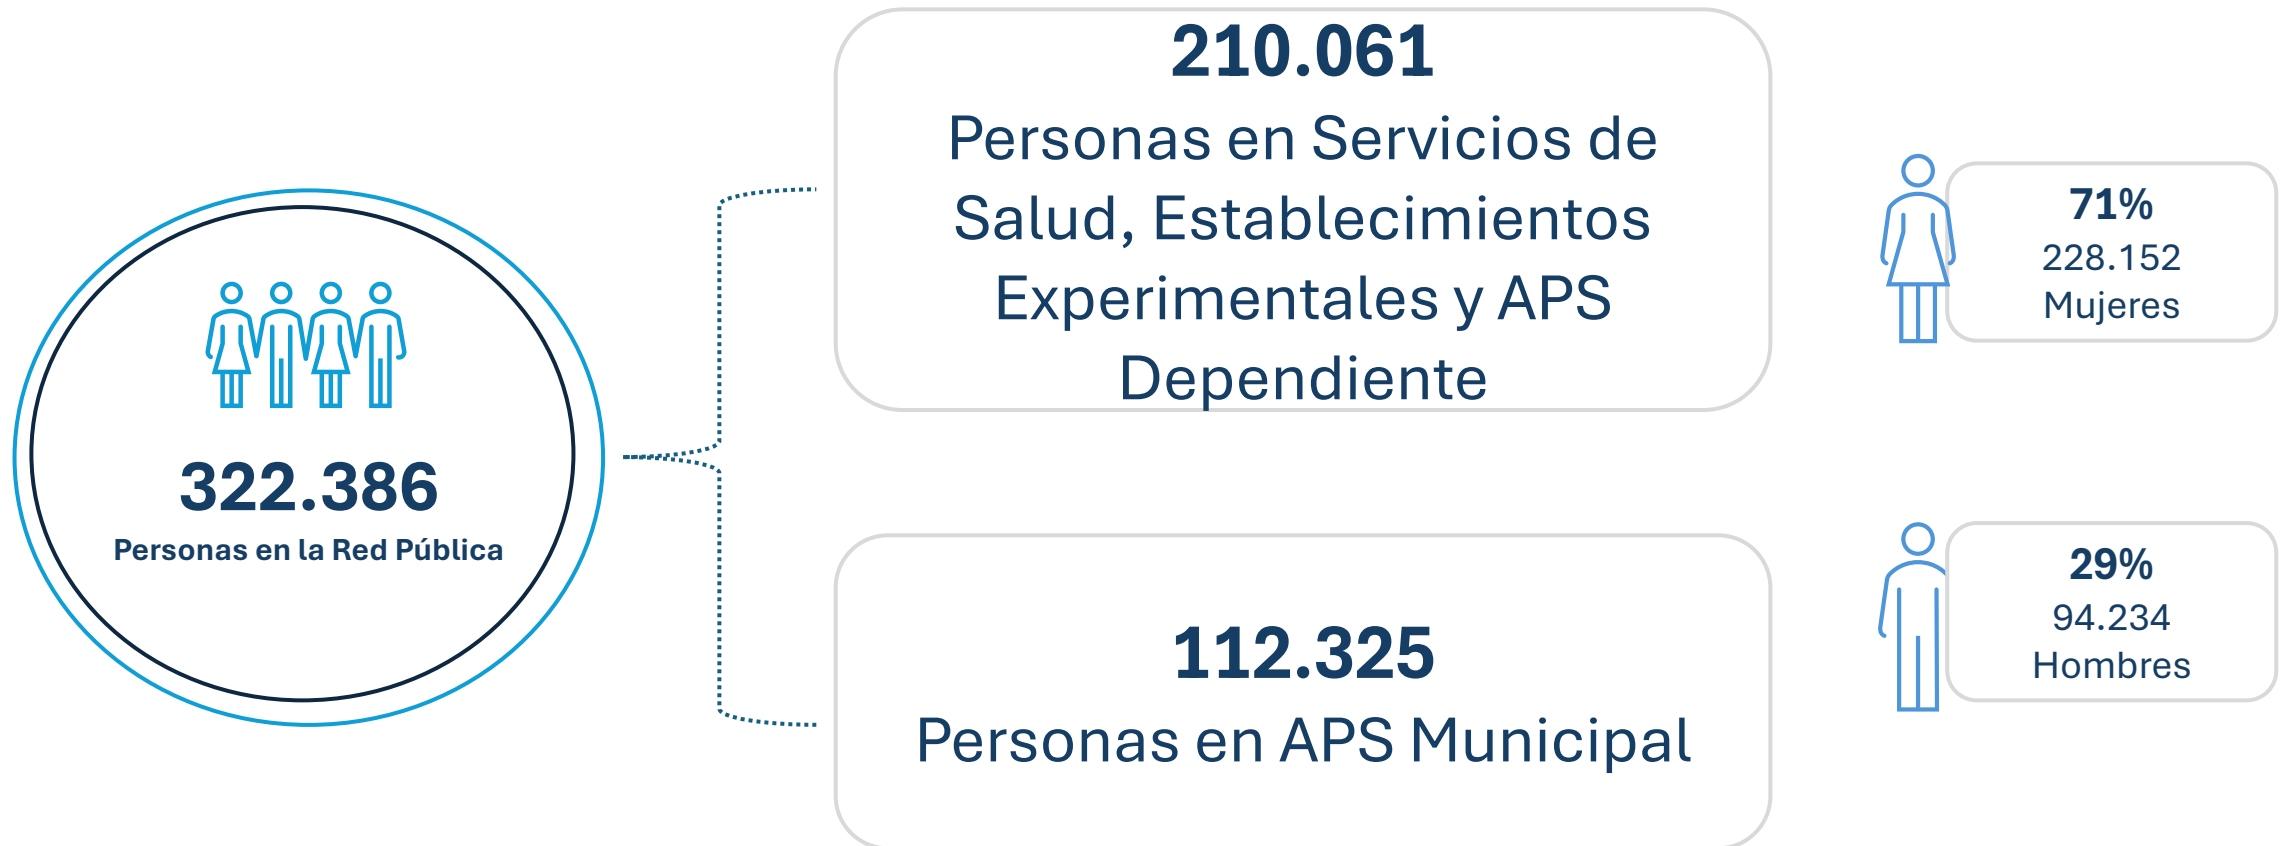 322.386
Personas en la Red Pública
210.061
Personas en Servicios de
Salud, Establecimientos
Experimentales y APS
Dependiente
112.325
Personas en APS Municipal
71%
228.152
Mujeres
29%
94.234
Hombres